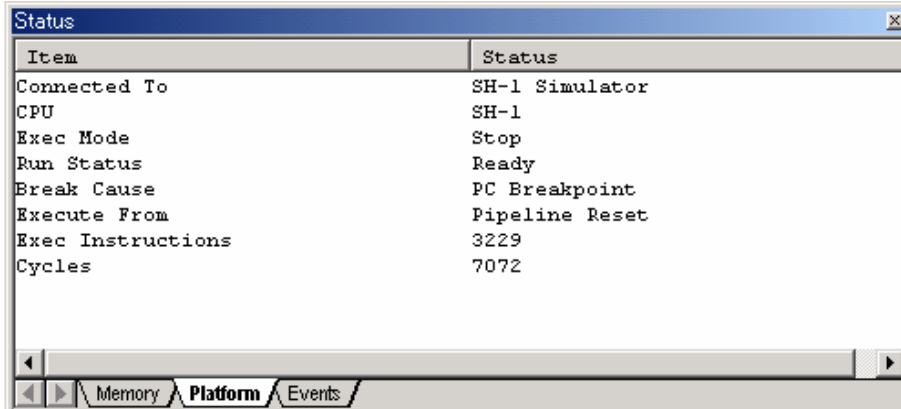 Status
Item Status
Connected To SH-1 Simulator
CPU SH-1
Exec Mode Stop
Run Status Ready
Break Cause PC Breakpoint
Execute From Pipeline Reset
Exec Instructions 3229
Cycles 7072
Memory Platform Events